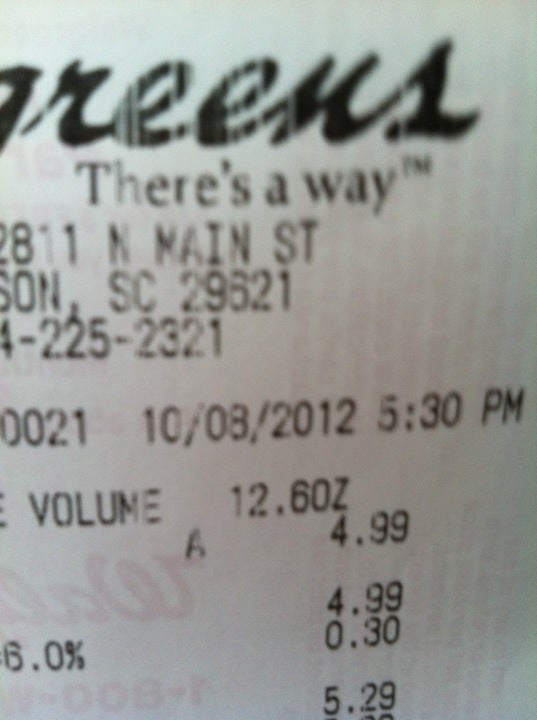 greens
There's a way™
2811 N MAIN ST
SON, SC 29621
4-225-2321
0021 10/08/2012 5:30 PM
E VOLUME 12.6OZ
A 4.99
4.99
6.0% 0.30
5.29